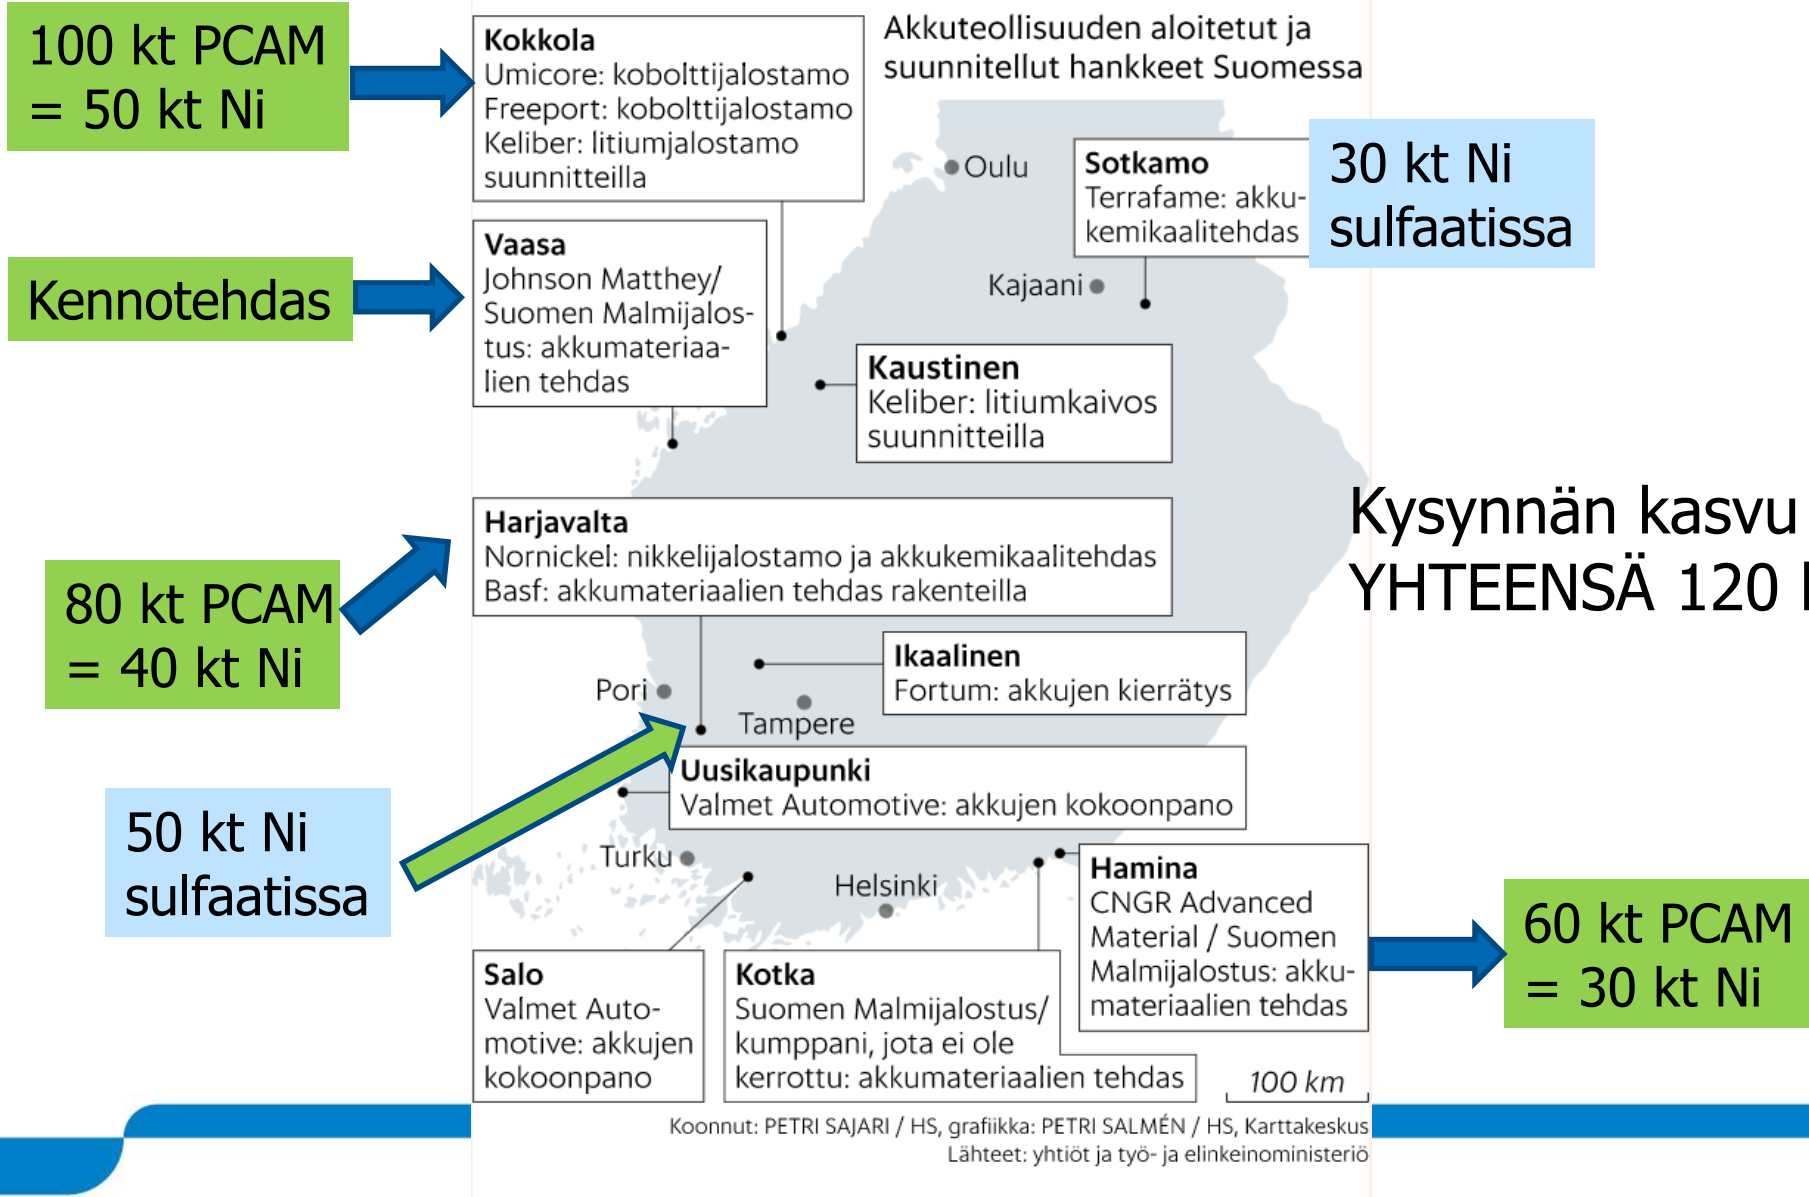 100 kt PCAM
= 50 kt Ni
Kokkola
Umicore: kobolttijalostamo
Freeport: kobolttijalostamo
Keliber: litiumjalostamo
suunnitteilla
Akkuteollisuuden aloitetut ja
suunnitellut hankkeet Suomessa
Oulu
Sotkamo
Terrafame: akku-
kemikaalitehdas
30 kt Ni
sulfaatissa
Kennotehdas
Vaasa
Johnson Matthey/
Suomen Malmijalos-
tus: akkumateriaa-
lien tehdas
Kajaani
Kaustinen
Keliber: litiumkaivos
suunnitteilla
Harjavalta
Nornickel: nikkelijalostamo ja akkukemikaalitehdas
Basf: akkumateriaalien tehdas rakenteilla
Kysynnän kasvu
YHTEENSÄ 120
80 kt PCAM
= 40 kt Ni
Ikaalinen
Fortum: akkujen kierrätys
Pori
Tampere
Uusikaupunki
Valmet Automotive: akkujen kokoonpano
50 kt Ni
sulfaatissa
Turku
Helsinki
Hamina
CNGR Advanced
Material / Suomen
Malmijalostus: akku-
materiaalien tehdas
60 kt PCAM
= 30 kt Ni
Salo
Valmet Auto-
motive: akkujen
kokoonpano
Kotka
Suomen Malmijalostus/
kumppani, jota ei ole
kerrottu: akkumateriaalien tehdas
100 km
Koonnut: PETRI SAJARI / HS, grafiikka: PETRI SALMÉN / HS, Karttakeskus
Lähteet: yhtiöt ja työ- ja elinkeinoministeriö